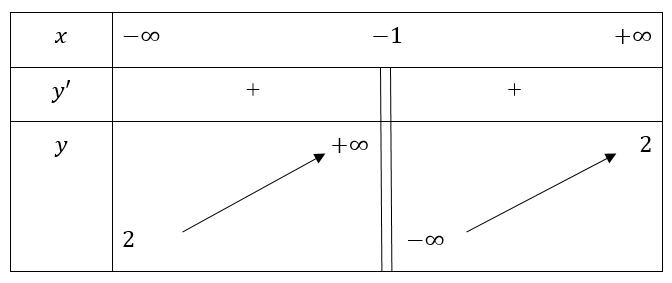 x −∞ −1 +∞
y′ + +
y +∞ 2
2 −∞